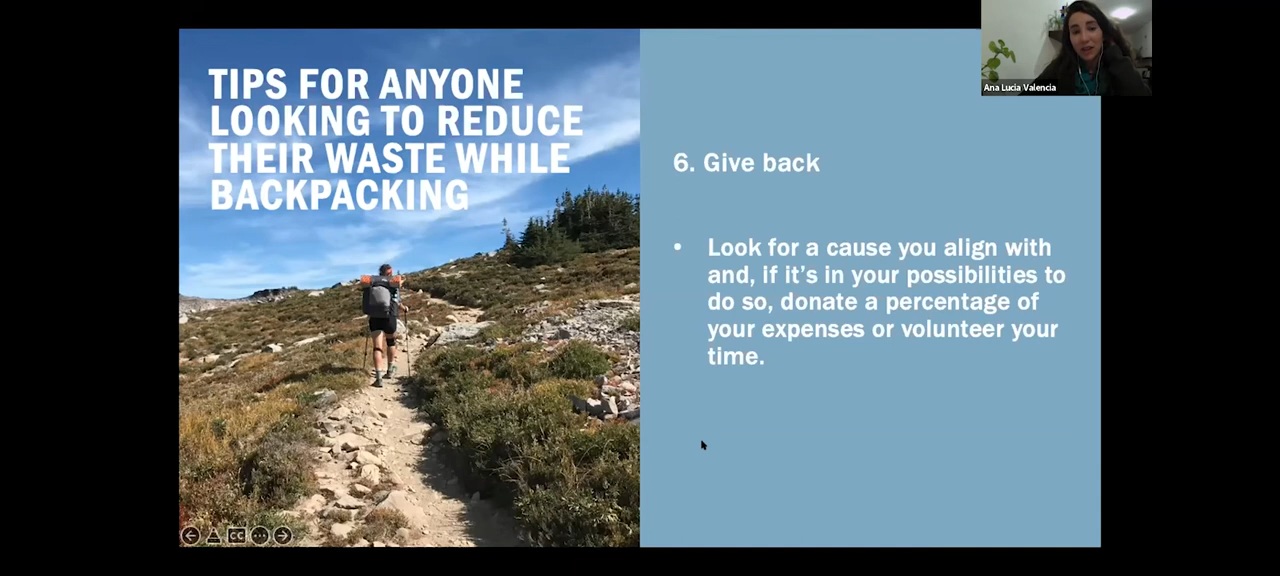 TIPS FOR ANYONE
LOOKING TO REDUCE
THEIR WASTE WHILE
BACKPACKING
Ana Lucia Valencia
6. Give back
• Look for a cause you align with
and, if it’s in your possibilities to
do so, donate a percentage of
your expenses or volunteer your
time.
CC